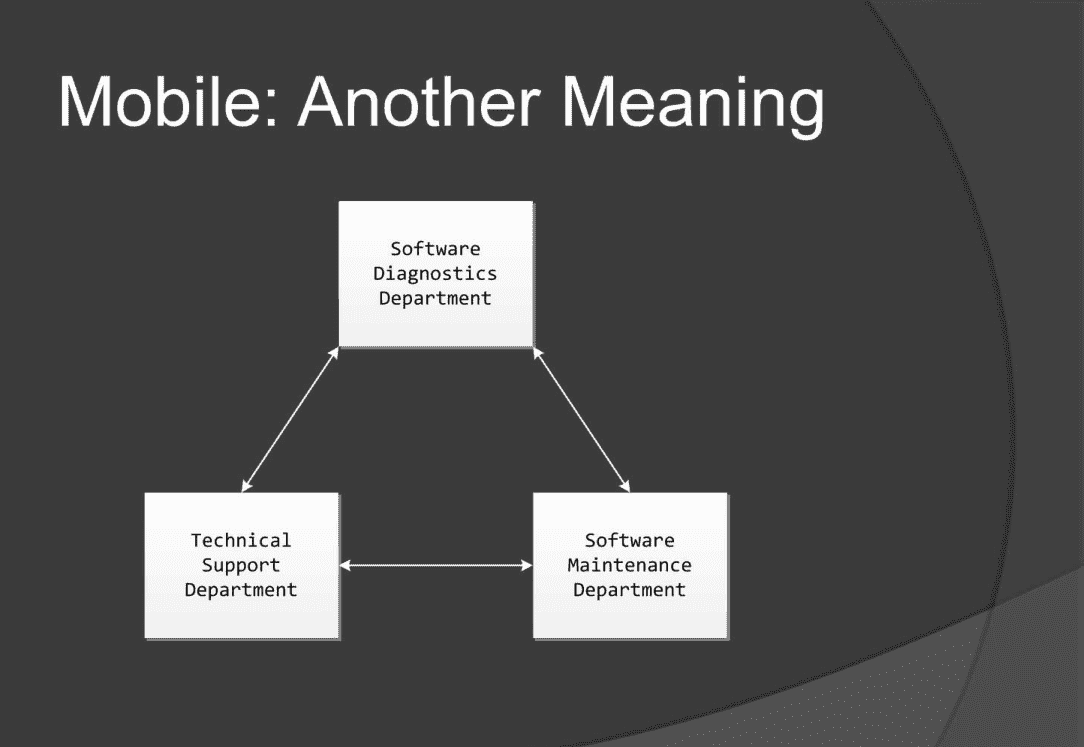 Mobile: Another Meaning
Software
Diagnostics
Department
Technical
Support
Department
Software
Maintenance
Department